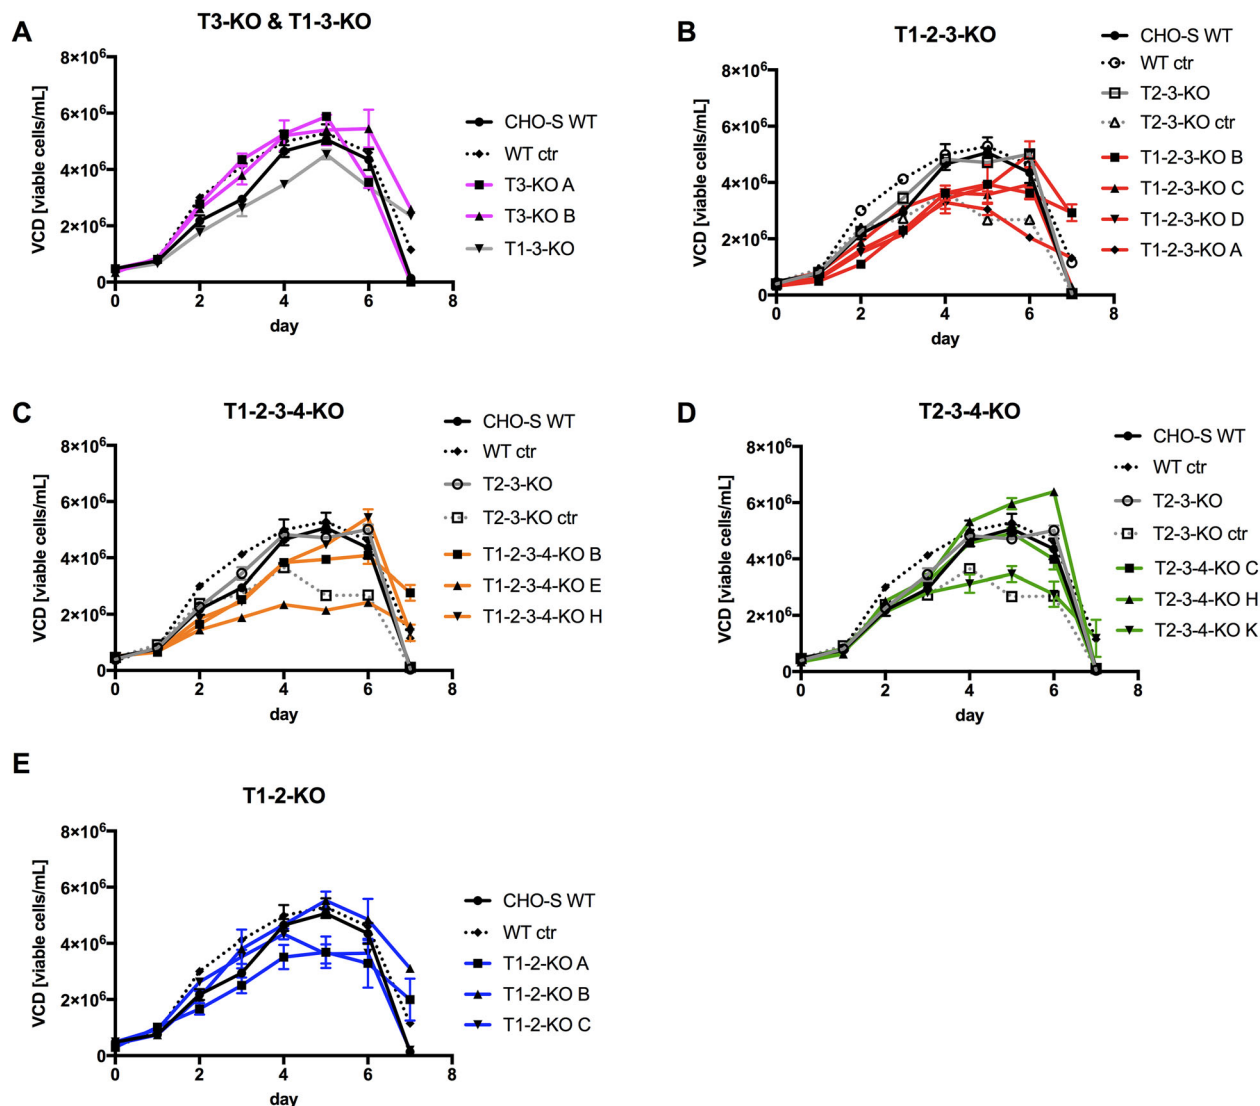 A
T3-KO & T1-3-KO
VCD [viable cells/mL]
8×10⁶
6×10⁶
4×10⁶
2×10⁶
0
0 2 4 6 8
day
CHO-S WT
WT ctr
T3-KO A
T3-KO B
T1-3-KO
B
T1-2-3-KO
VCD [viable cells/mL]
8×10⁶
6×10⁶
4×10⁶
2×10⁶
0
0 2 4 6 8
day
CHO-S WT
WT ctr
T2-3-KO
T2-3-KO ctr
T1-2-3-KO B
T1-2-3-KO C
T1-2-3-KO D
T1-2-3-KO A
C
T1-2-3-4-KO
VCD [viable cells/mL]
8×10⁶
6×10⁶
4×10⁶
2×10⁶
0
0 2 4 6 8
day
CHO-S WT
WT ctr
T2-3-KO
T2-3-KO ctr
T1-2-3-4-KO B
T1-2-3-4-KO E
T1-2-3-4-KO H
D
T2-3-4-KO
VCD [viable cells/mL]
8×10⁶
6×10⁶
4×10⁶
2×10⁶
0
0 2 4 6 8
day
CHO-S WT
WT ctr
T2-3-KO
T2-3-KO ctr
T2-3-4-KO C
T2-3-4-KO H
T2-3-4-KO K
E
T1-2-KO
VCD [viable cells/mL]
8×10⁶
6×10⁶
4×10⁶
2×10⁶
0
0 2 4 6 8
day
CHO-S WT
WT ctr
T1-2-KO A
T1-2-KO B
T1-2-KO C